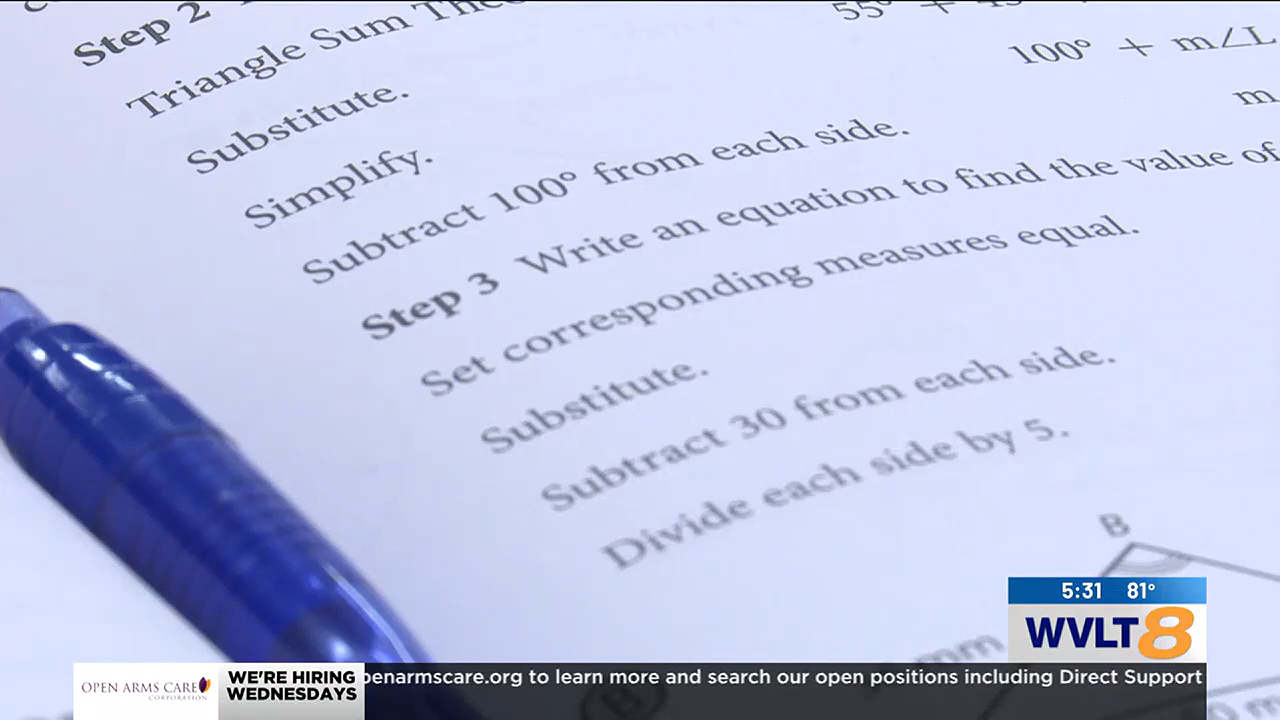 Step 2
55° +
Triangle Sum
100° + m∠L
Substitute.
m
Simplify.
Subtract 100° from each side.
Step 3 Write an equation to find the value of
Set corresponding measures equal.
Substitute.
Subtract 30 from each side.
Divide each side by 5.
B
mm
5:31 81°
WVLT 8
OPEN ARMS CARE
CORPORATION
WE'RE HIRING
WEDNESDAYS
penarmscare.org to learn more and search our open positions including Direct Support